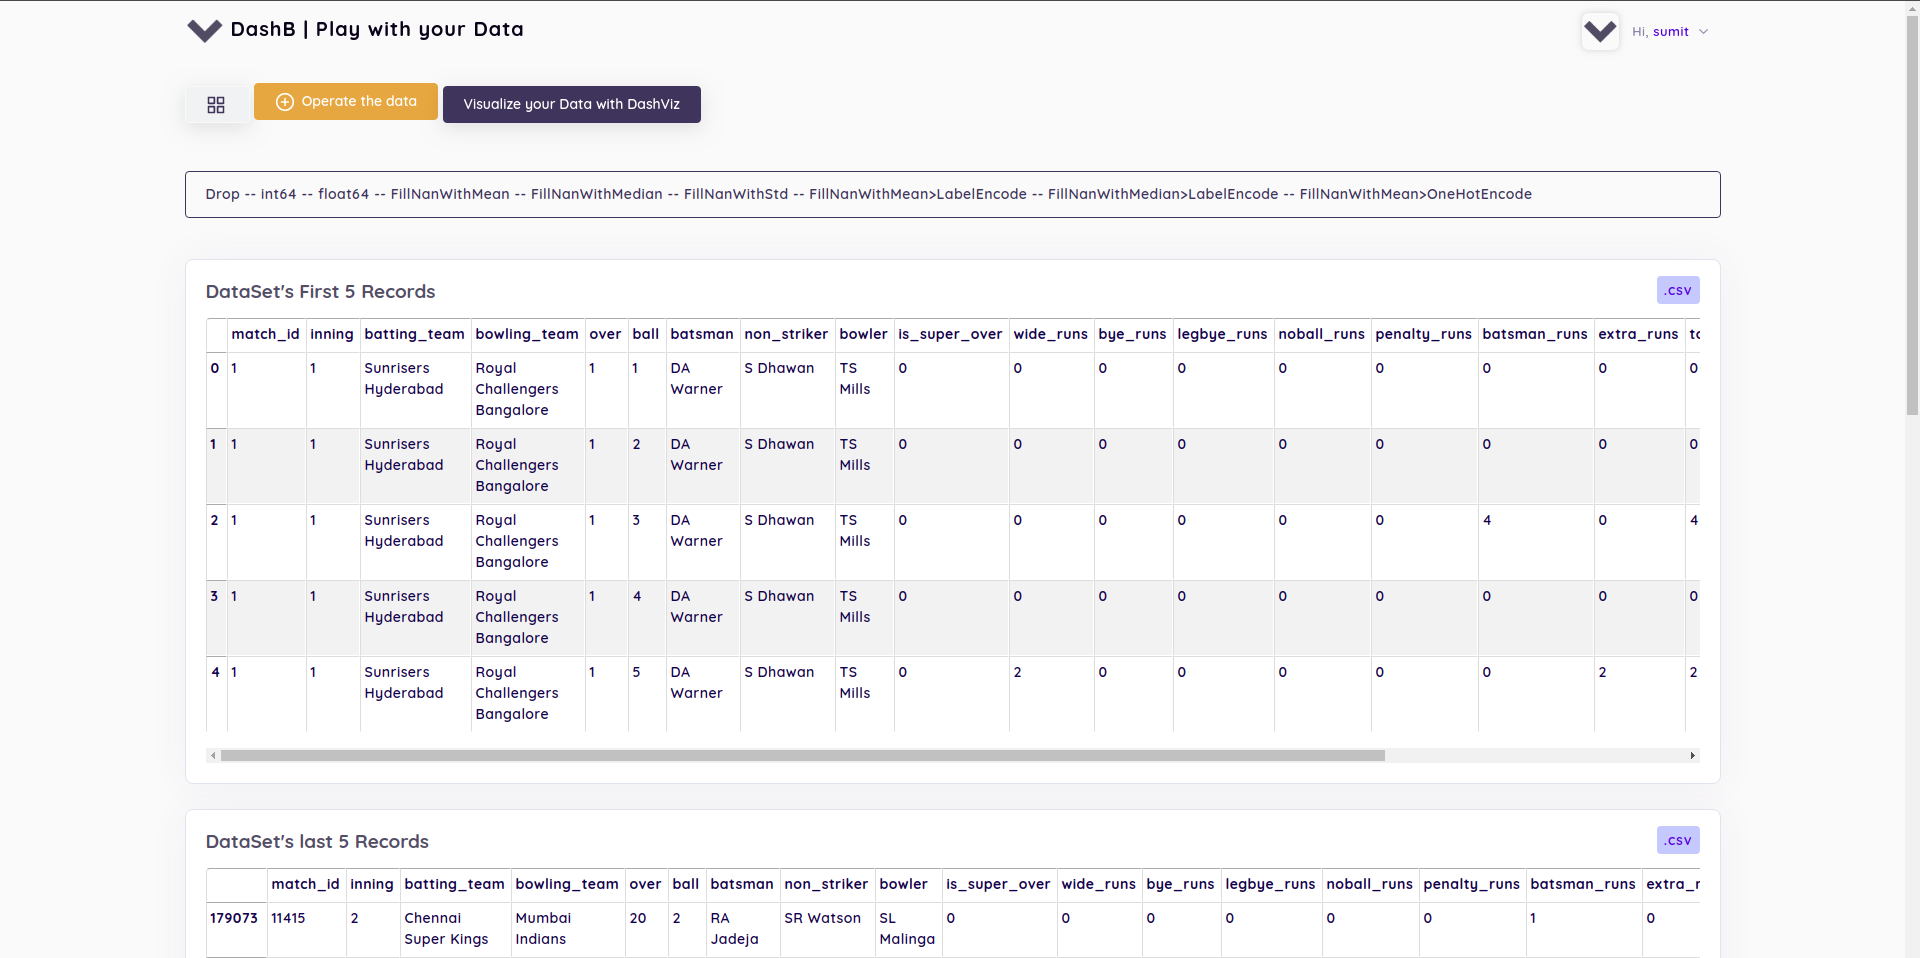 DashB | Play with your Data
Hi, sumit
Operate the data
Visualize your Data with DashViz
Drop -- int64 -- float64 -- FillNanWithMean -- FillNanWithMedian -- FillNanWithStd -- FillNanWithMean>LabelEncode -- FillNanWithMedian>LabelEncode -- FillNanWithMean>OneHotEncode
DataSet's First 5 Records
.csv
match_id inning batting_team bowling_team over ball batsman non_striker bowler is_super_over wide_runs bye_runs legbye_runs noball_runs penalty_runs batsman_runs extra_runs
0 1 1 Sunrisers Royal 1 1 DA S Dhawan TS 0 0 0 0 0 0 0 0 0
Hyderabad Challengers Warner Mills
Bangalore
1 1 1 Sunrisers Royal 1 2 DA S Dhawan TS 0 0 0 0 0 0 0 0 0
Hyderabad Challengers Warner Mills
Bangalore
2 1 1 Sunrisers Royal 1 3 DA S Dhawan TS 0 0 0 0 0 0 4 0 4
Hyderabad Challengers Warner Mills
Bangalore
3 1 1 Sunrisers Royal 1 4 DA S Dhawan TS 0 0 0 0 0 0 0 0 0
Hyderabad Challengers Warner Mills
Bangalore
4 1 1 Sunrisers Royal 1 5 DA S Dhawan TS 0 2 0 0 0 0 0 2 2
Hyderabad Challengers Warner Mills
Bangalore
DataSet's last 5 Records
.csv
match_id inning batting_team bowling_team over ball batsman non_striker bowler is_super_over wide_runs bye_runs legbye_runs noball_runs penalty_runs batsman_runs
179073 11415 2 Chennai Mumbai 20 2 RA SR Watson SL 0 0 0 0 0 0 1 0
Super Kings Indians Jadeja Malinga